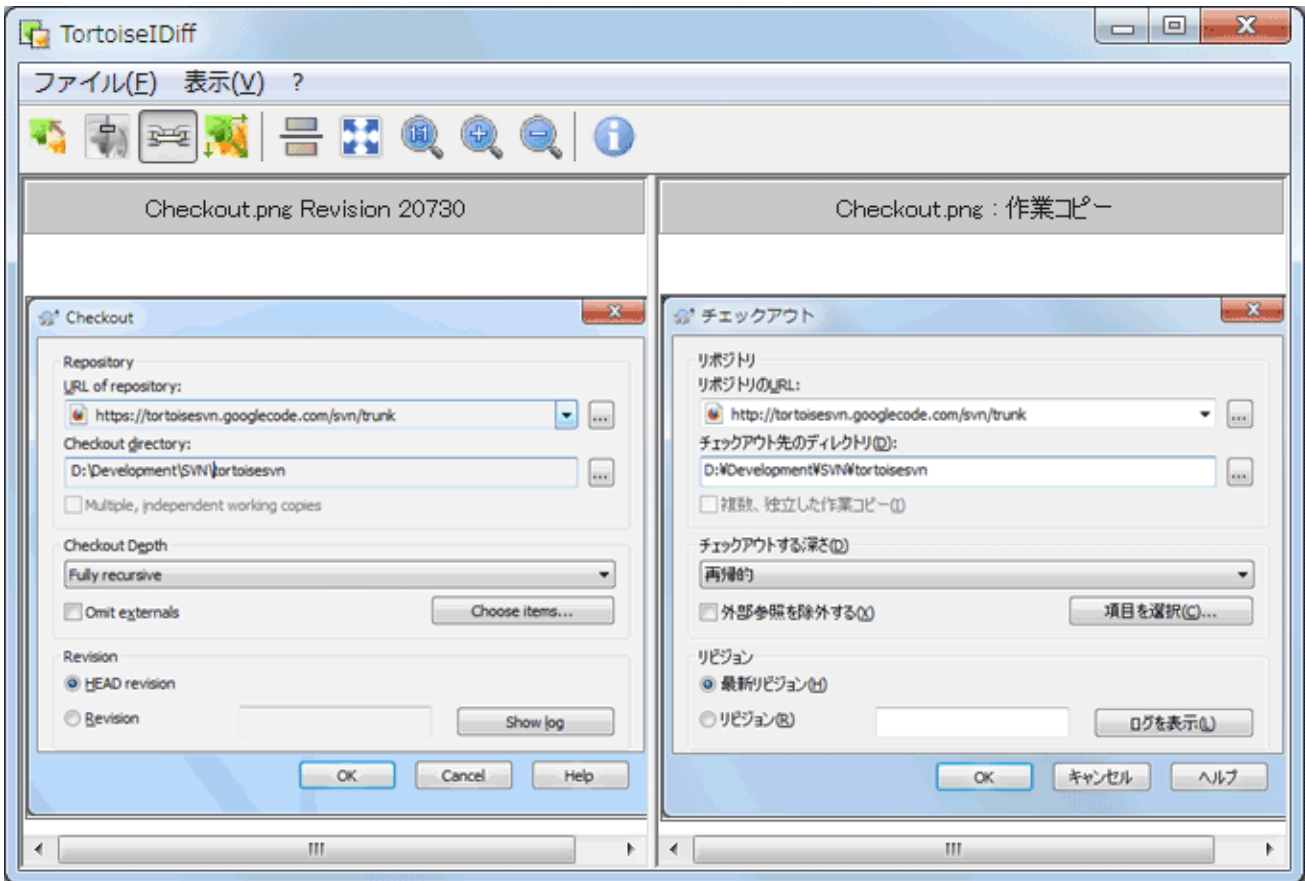 TortoiseIDiff
ファイル(F) 表示(V) ?
Checkout.png Revision 20730
Checkout
Repository
URL of repository:
https://tortoisesvn.googlecode.com/svn/trunk
...
Checkout directory:
D:\Development\SVN\tortoisesvn
...
Multiple, independent working copies
Checkout Depth
Fully recursive
Omit externals
Choose items...
Revision
HEAD revision
Revision
Show log
OK
Cancel
Help
Checkout.png : 作業コピー
チェックアウト
リポジトリ
リポジトリのURL:
http://tortoisesvn.googlecode.com/svn/trunk
...
チェックアウト先のディレクトリ(D):
D:¥Development¥SVN¥tortoisesvn
...
複数、独立した作業コピー(I)
チェックアウトする深さ(D)
再帰的
外部参照を除外する(X)
項目を選択(C)...
リビジョン
最新リビジョン(H)
リビジョン(R)
ログを表示(L)
OK
キャンセル
ヘルプ